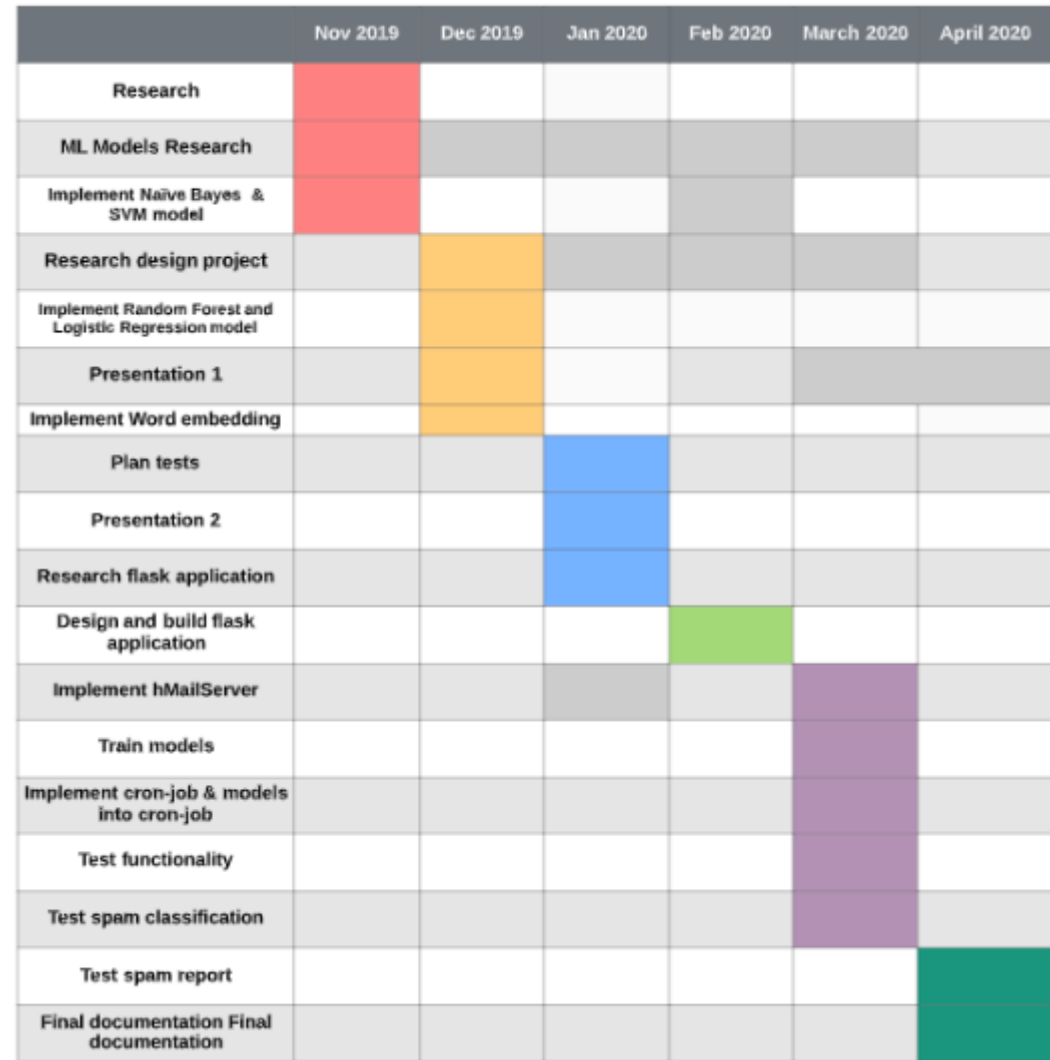 Nov 2019 Dec 2019 Jan 2020 Feb 2020 March 2020 April 2020
Research
ML Models Research
Implement Naïve Bayes &
SVM model
Research design project
Implement Random Forest and
Logistic Regression model
Presentation 1
Implement Word embedding
Plan tests
Presentation 2
Research flask application
Design and build flask
application
Implement hMailServer
Train models
Implement cron-job & models
into cron-job
Test functionality
Test spam classification
Test spam report
Final documentation Final
documentation